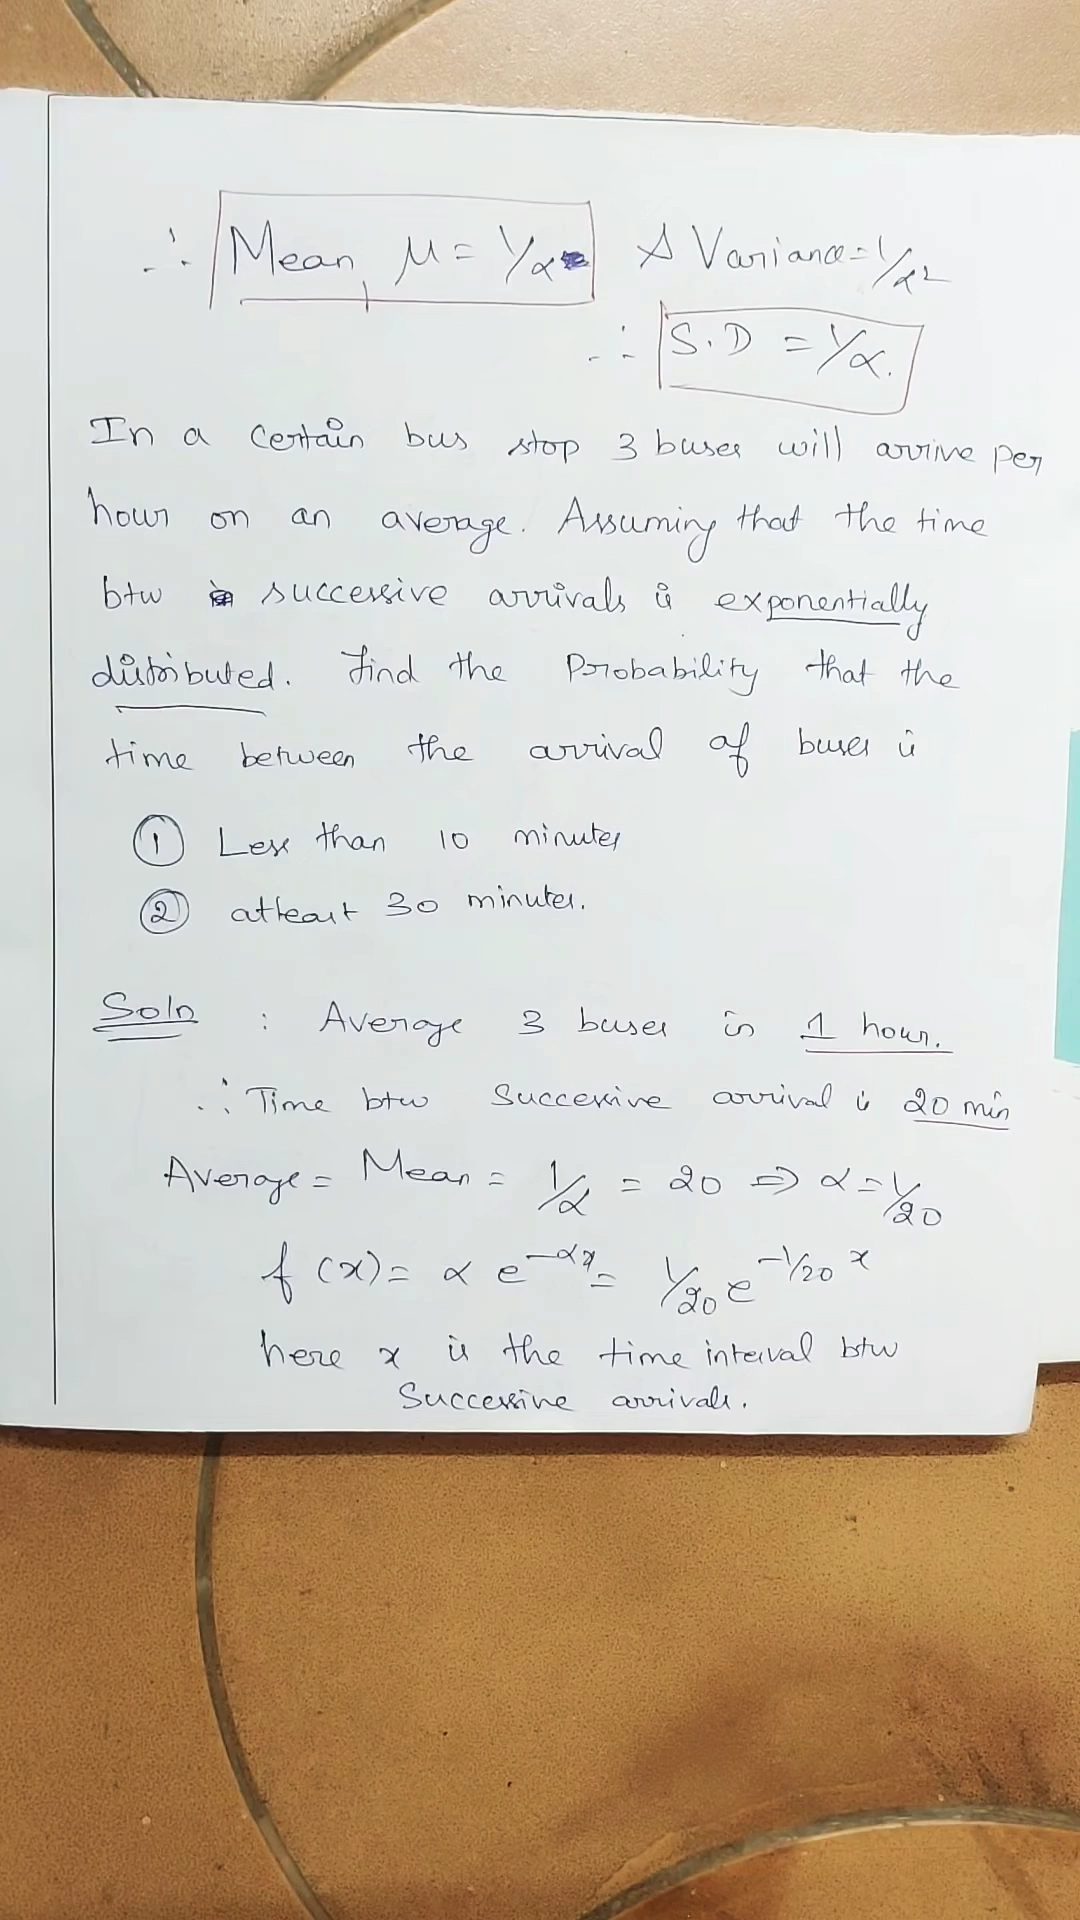 ∴ Mean, μ = 1/α & Variance = 1/α²
∴ S.D = 1/α.
In a certain bus stop 3 buses will arrive per
hour on an average. Assuming that the time
btw successive arrivals is exponentially
distributed. Find the Probability that the
time between the arrival of buses is
① Less than 10 minutes
② atleast 30 minutes.
Soln : Average 3 buses in 1 hour.
∴ Time btw Successive arrival is 20 min
Average = Mean = 1/α = 20 ⇒ α = 1/20
f(x) = α e^-αx = 1/20 e^-1/20 x
here x is the time interval btw
Successive arrivals.